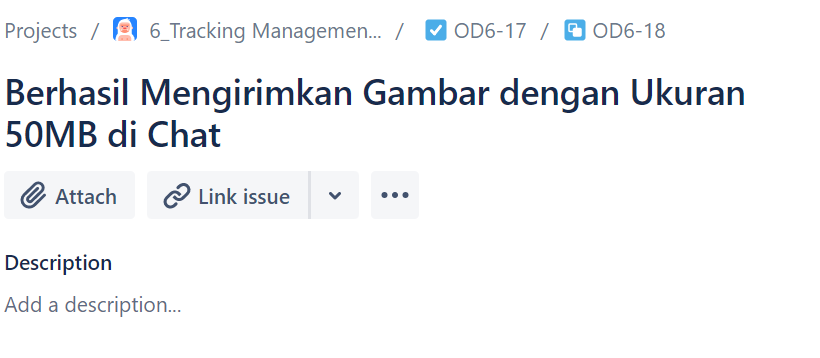 Projects / 6_Tracking Managemen... / OD6-17 / OD6-18
Berhasil Mengirimkan Gambar dengan Ukuran
50MB di Chat
Attach Link issue
Description
Add a description...